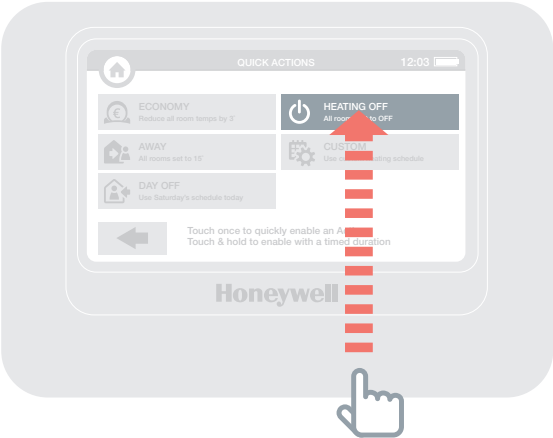 QUICK ACTIONS
12:03
ECONOMY
Reduce all room temps by 3°
HEATING OFF
All room to OFF
AWAY
All rooms set to 15°
CUSTOM
Use ating schedule
DAY OFF
Use Saturday's schedule today
Touch once to quickly enable an A
Touch & hold to enable with a timed duration
Honeywell